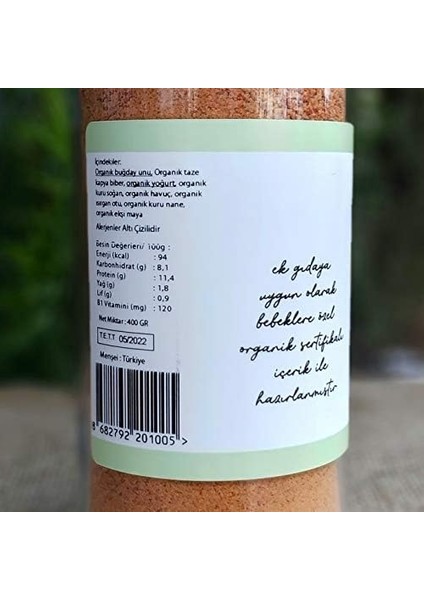 İçindekiler:
Organik buğday unu, Organik taze
kapya biber, organik yoğurt, organik
kuru soğan, organik havuç, organik
dargan otu, organik kuru nane,
organik ekşi maya
Alerjenler Altı Çizilidir
Besin Değerleri/ 100g :
Enerji (kcal) : 94
Karbonhidrat (g) : 8,1
Protein (g) : 11,4
Yağ (g) : 1,8
Lif (g) : 0,9
B1 Vitamini (mg) : 120
Net Miktar : 400 GR
T.E.T.T 05/2022
Menşei : Türkiye
8 682792 201005 >
ek gıdaya
uygun olarak
bebeklere özel
organik sertifikalı
içerik ile
hazırlanmıştır